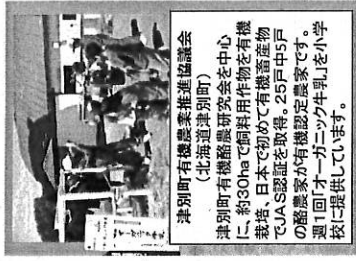 津別町有機農業推進協議会
（北海道津別町）
津別町有機酪農研究会を中心
に、約30haで飼料用作物を有機
栽培、日本で初めて有機畜産物
でJAS認証を取得。25戸中5戸
の酪農家が有機認定農家です。
週1回「オーガニック牛乳」を小学
校に提供しています。